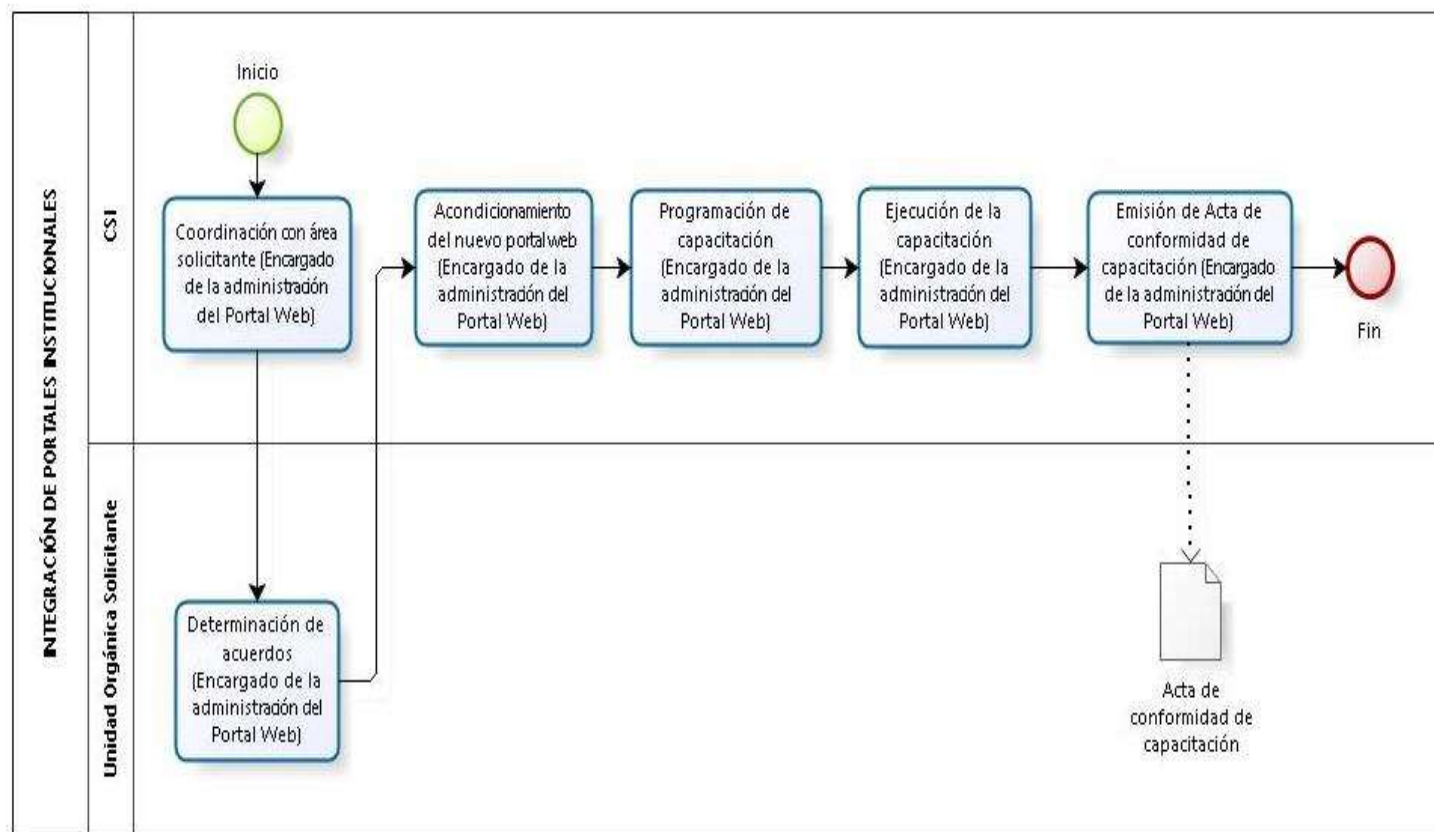 INTEGRACIÓN DE PORTALES INSTITUCIONALES
CSI
Inicio
Coordinación con área
solicitante (Encargado
de la administración
del Portal Web)
Acondicionamiento
del nuevo portal web
(Encargado de la
administración del
Portal Web)
Programación de
capacitación
(Encargado de la
administración del
Portal Web)
Ejecución de la
capacitación
(Encargado de la
administración del
Portal Web)
Emisión de Acta de
conformidad de
capacitación (Encargado
de la administración del
Portal Web)
Fin
Unidad Orgánica Solicitante
Determinación de
acuerdos
(Encargado de la
administración del
Portal Web)
Acta de
conformidad de
capacitación